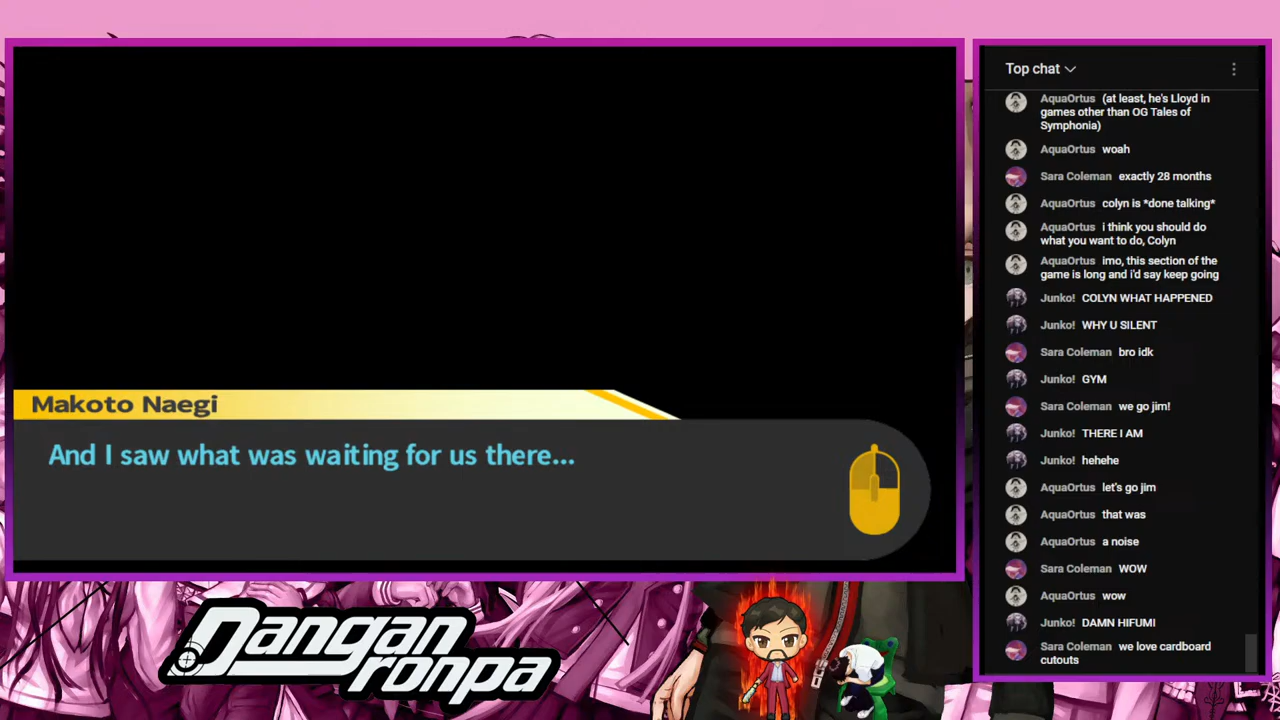 Makoto Naegi
And I saw what was waiting for us there...
Dangan
ronpa
Top chat
AquaOrtus (at least, he's Lloyd in
games other than OG Tales of
Symphonia)
AquaOrtus woah
Sara Coleman exactly 28 months
AquaOrtus colyn is *done talking*
AquaOrtus i think you should do
what you want to do, Colyn
AquaOrtus imo, this section of the
game is long and i'd say keep going
Junko! COLYN WHAT HAPPENED
Junko! WHY U SILENT
Sara Coleman bro idk
Junko! GYM
Sara Coleman we go jim!
Junko! THERE I AM
Junko! hehehe
AquaOrtus let's go jim
AquaOrtus that was
AquaOrtus a noise
Sara Coleman WOW
AquaOrtus wow
Junko! DAMN HIFUMI
Sara Coleman we love cardboard
cutouts